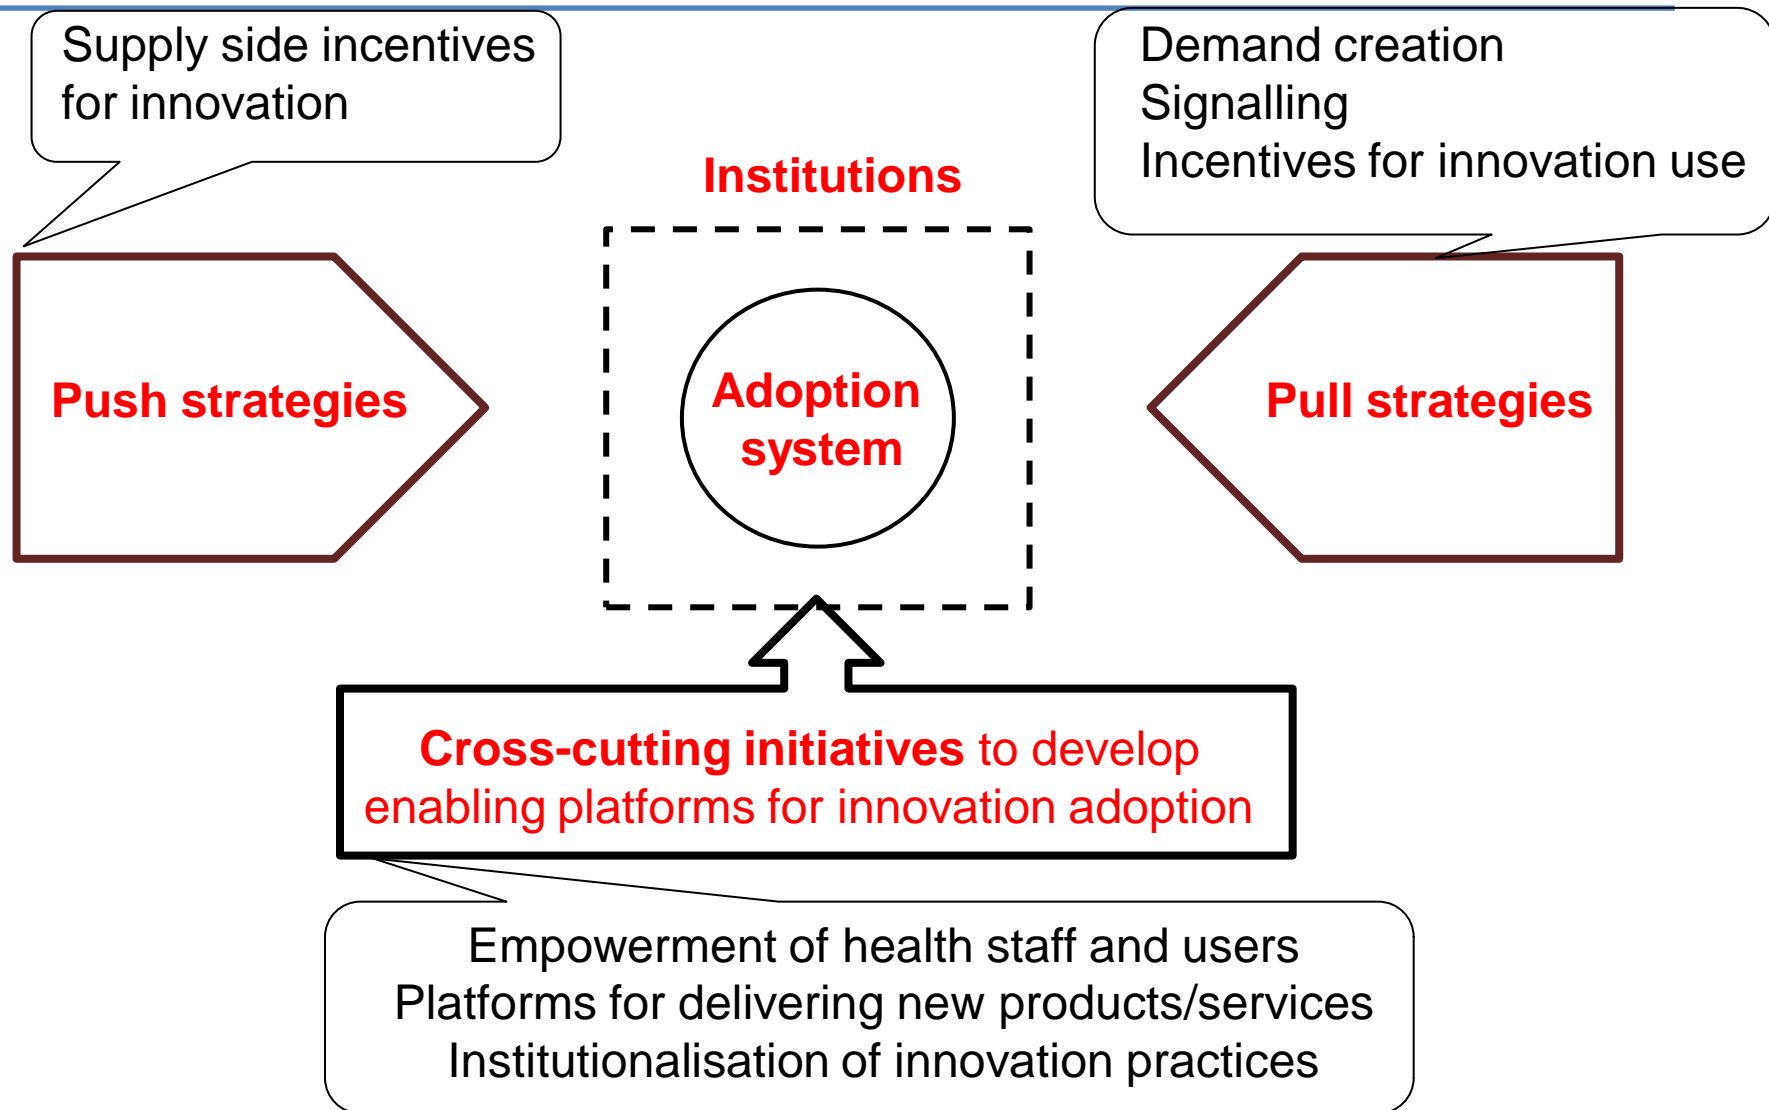 Supply side incentives
for innovation
Demand creation
Signalling
Incentives for innovation use
Institutions
Push strategies
Adoption
system
Pull strategies
Cross-cutting initiatives to develop
enabling platforms for innovation adoption
Empowerment of health staff and users
Platforms for delivering new products/services
Institutionalisation of innovation practices